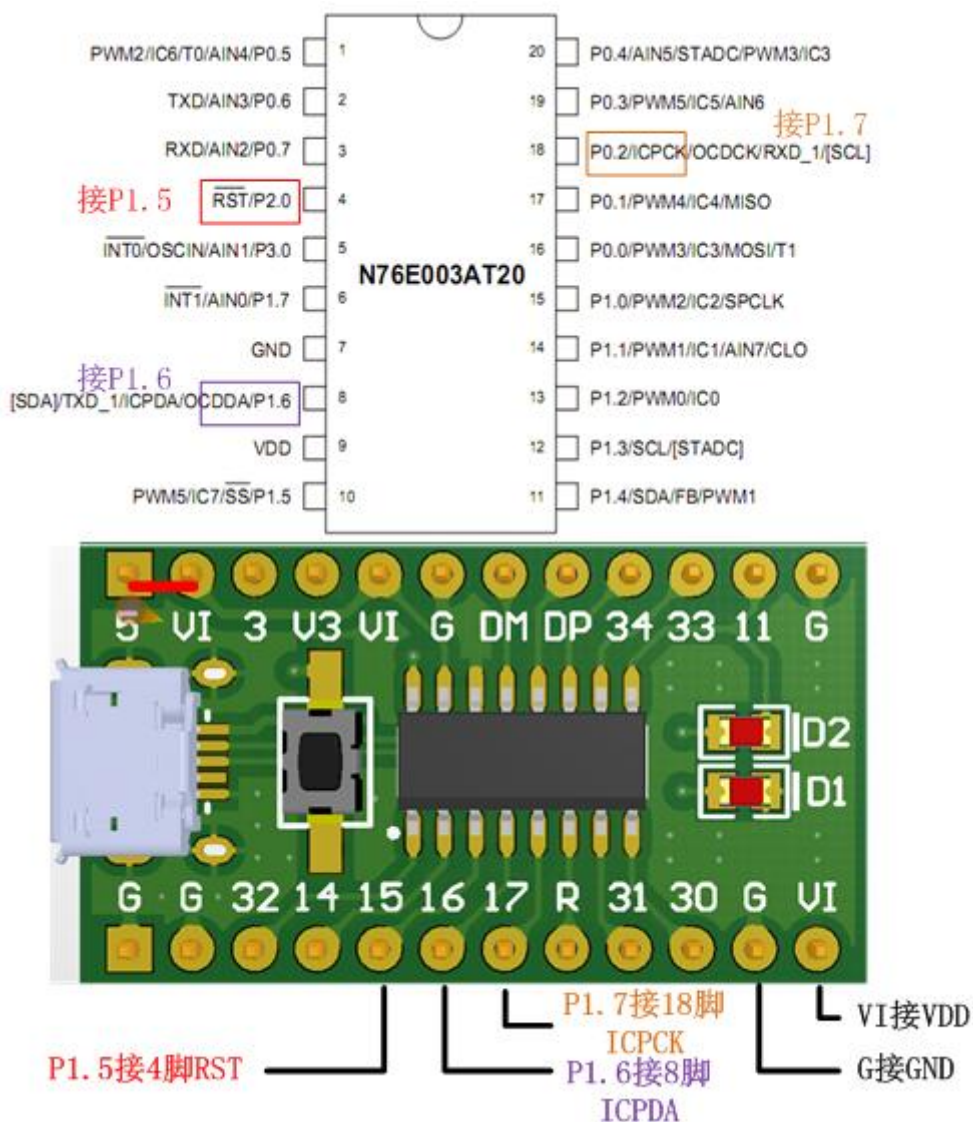 PWM2/IC6/T0/AIN4/P0.5 1 20 P0.4/AIN5/STADC/PWM3/IC3
TXD/AIN3/P0.6 2 19 P0.3/PWM5/IC5/AIN6
接P1.7
RXD/AIN2/P0.7 3 18 P0.2/ICPCK/OCDCK/RXD_1/[SCL]
接P1.5 RST/P2.0 4 17 P0.1/PWM4/IC4/MISO
INT0/OSCIN/AIN1/P3.0 5 16 P0.0/PWM3/IC3/MOSI/T1
N76E003AT20
INT1/AIN0/P1.7 6 15 P1.0/PWM2/IC2/SPCLK
GND 7 14 P1.1/PWM1/IC1/AIN7/CLO
接P1.6
[SDA]/TXD_1/ICPDA/OCDDA/P1.6 8 13 P1.2/PWM0/IC0
VDD 9 12 P1.3/SCL/[STADC]
PWM5/IC7/SS/P1.5 10 11 P1.4/SDA/FB/PWM1
5 VI 3 V3 VI G DM DP 34 33 11 G
D2
D1
G G 32 14 15 16 17 R 31 30 G VI
P1.7接18脚
ICPCK
VI接VDD
P1.5接4脚RST
P1.6接8脚
ICPDA
G接GND